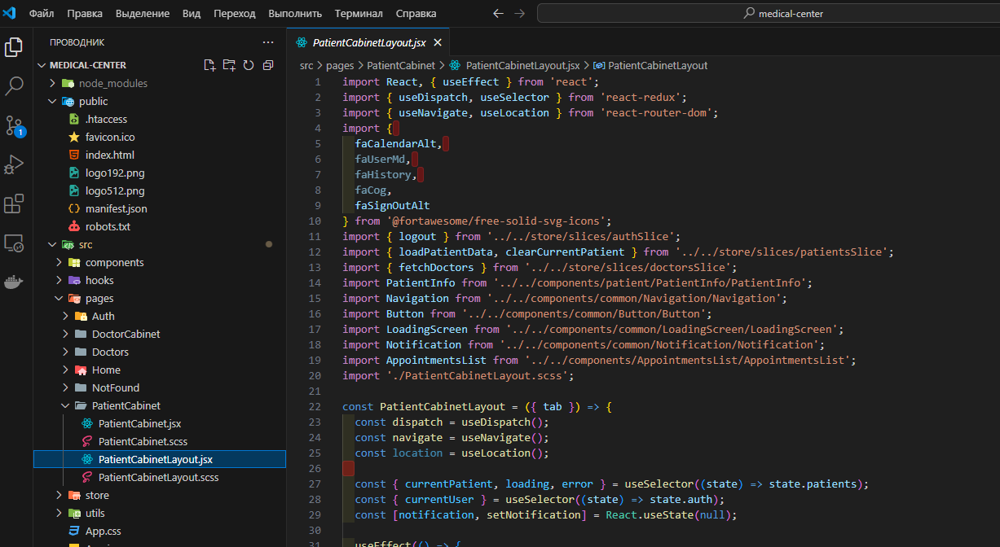 Файл Правка Выделение Вид Переход Выполнить Терминал Справка
medical-center
ПРОВОДНИК
PatientCabinetLayout.jsx
MEDICAL-CENTER
node_modules
public
.htaccess
favicon.ico
index.html
logo192.png
logo512.png
manifest.json
robots.txt
src
components
hooks
pages
Auth
DoctorCabinet
Doctors
Home
NotFound
PatientCabinet
PatientCabinet.jsx
PatientCabinet.scss
PatientCabinetLayout.jsx
PatientCabinetLayout.scss
store
utils
App.css
1
src > pages > PatientCabinet > PatientCabinetLayout.jsx > PatientCabinetLayout
1 import React, { useEffect } from 'react';
2 import { useDispatch, useSelector } from 'react-redux';
3 import { useNavigate, useLocation } from 'react-router-dom';
4 import {
5 faCalendarAlt,
6 faUserMd,
7 faHistory,
8 faCog,
9 faSignOutAlt
10 } from '@fortawesome/free-solid-svg-icons';
11 import { logout } from '../../store/slices/authSlice';
12 import { loadPatientData, clearCurrentPatient } from '../../store/slices/patientsSlice';
13 import { fetchDoctors } from '../../store/slices/doctorsSlice';
14 import PatientInfo from '../../components/patient/PatientInfo/PatientInfo';
15 import Navigation from '../../components/common/Navigation/Navigation';
16 import Button from '../../components/common/Button/Button';
17 import LoadingScreen from '../../components/common/LoadingScreen/LoadingScreen';
18 import Notification from '../../components/common/Notification/Notification';
19 import AppointmentsList from '../../components/AppointmentsList/AppointmentsList';
20 import './PatientCabinetLayout.scss';
21
22 const PatientCabinetLayout = ({ tab }) => {
23 const dispatch = useDispatch();
24 const navigate = useNavigate();
25 const location = useLocation();
26
27 const { currentPatient, loading, error } = useSelector((state) => state.patients);
28 const { currentUser } = useSelector((state) => state.auth);
29 const [notification, setNotification] = React.useState(null);
30
31 useEffect(() => {